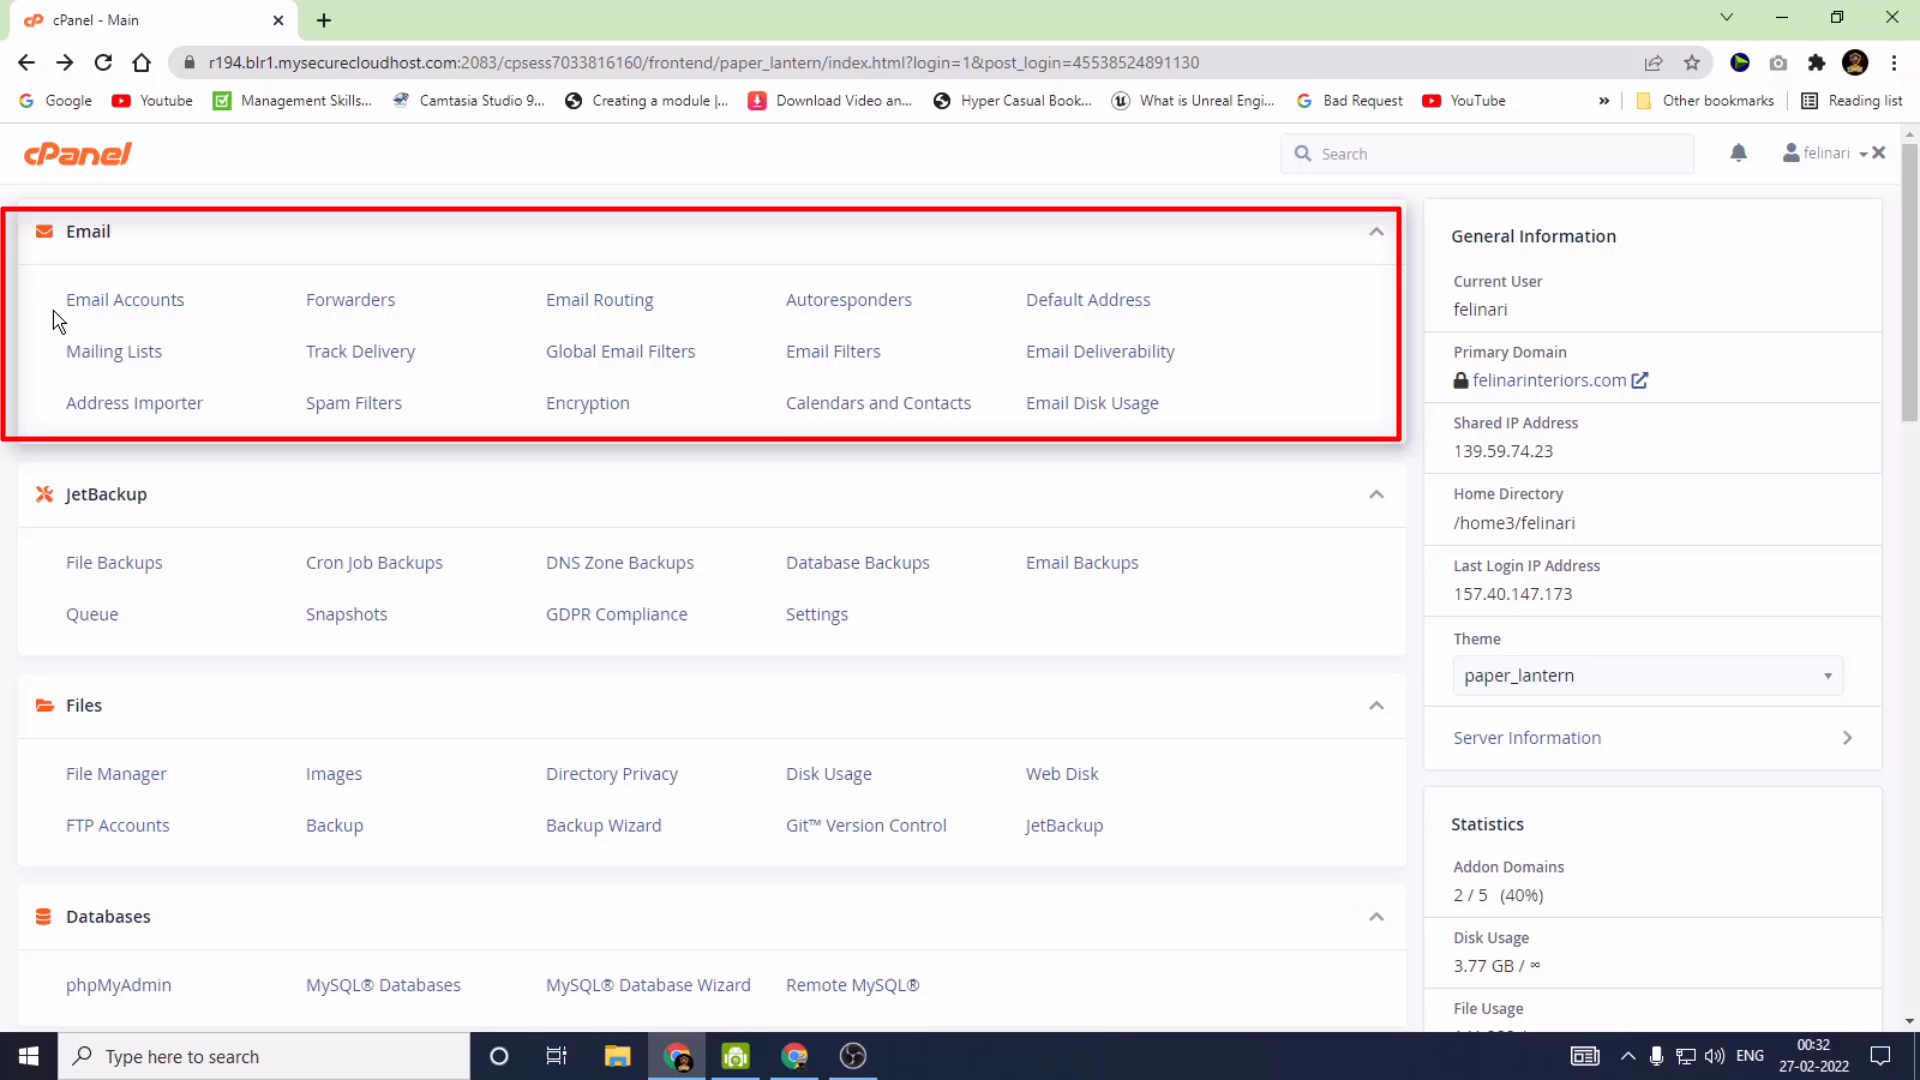 cPanel - Main
r194.blr1.mysecurecloudhost.com:2083/cpsess7033816160/frontend/paper_lantern/index.html?login=1&post_login=45538524891130
Google Youtube Management Skills... Camtasia Studio 9... Creating a module |... Download Video an... Hyper Casual Book... What is Unreal Engi... Bad Request YouTube » Other bookmarks Reading list
cPanel Search felinari
Email
Email Accounts Forwarders Email Routing Autoresponders Default Address
Mailing Lists Track Delivery Global Email Filters Email Filters Email Deliverability
Address Importer Spam Filters Encryption Calendars and Contacts Email Disk Usage
JetBackup
File Backups Cron Job Backups DNS Zone Backups Database Backups Email Backups
Queue Snapshots GDPR Compliance Settings
Files
File Manager Images Directory Privacy Disk Usage Web Disk
FTP Accounts Backup Backup Wizard Git™ Version Control JetBackup
Databases
phpMyAdmin MySQL® Databases MySQL® Database Wizard Remote MySQL®
General Information
Current User
felinari
Primary Domain
felinarinteriors.com
Shared IP Address
139.59.74.23
Home Directory
/home3/felinari
Last Login IP Address
157.40.147.173
Theme
paper_lantern
Server Information
Statistics
Addon Domains
2 / 5 (40%)
Disk Usage
3.77 GB / ∞
File Usage
Type here to search
ENG
00:32
27-02-2022